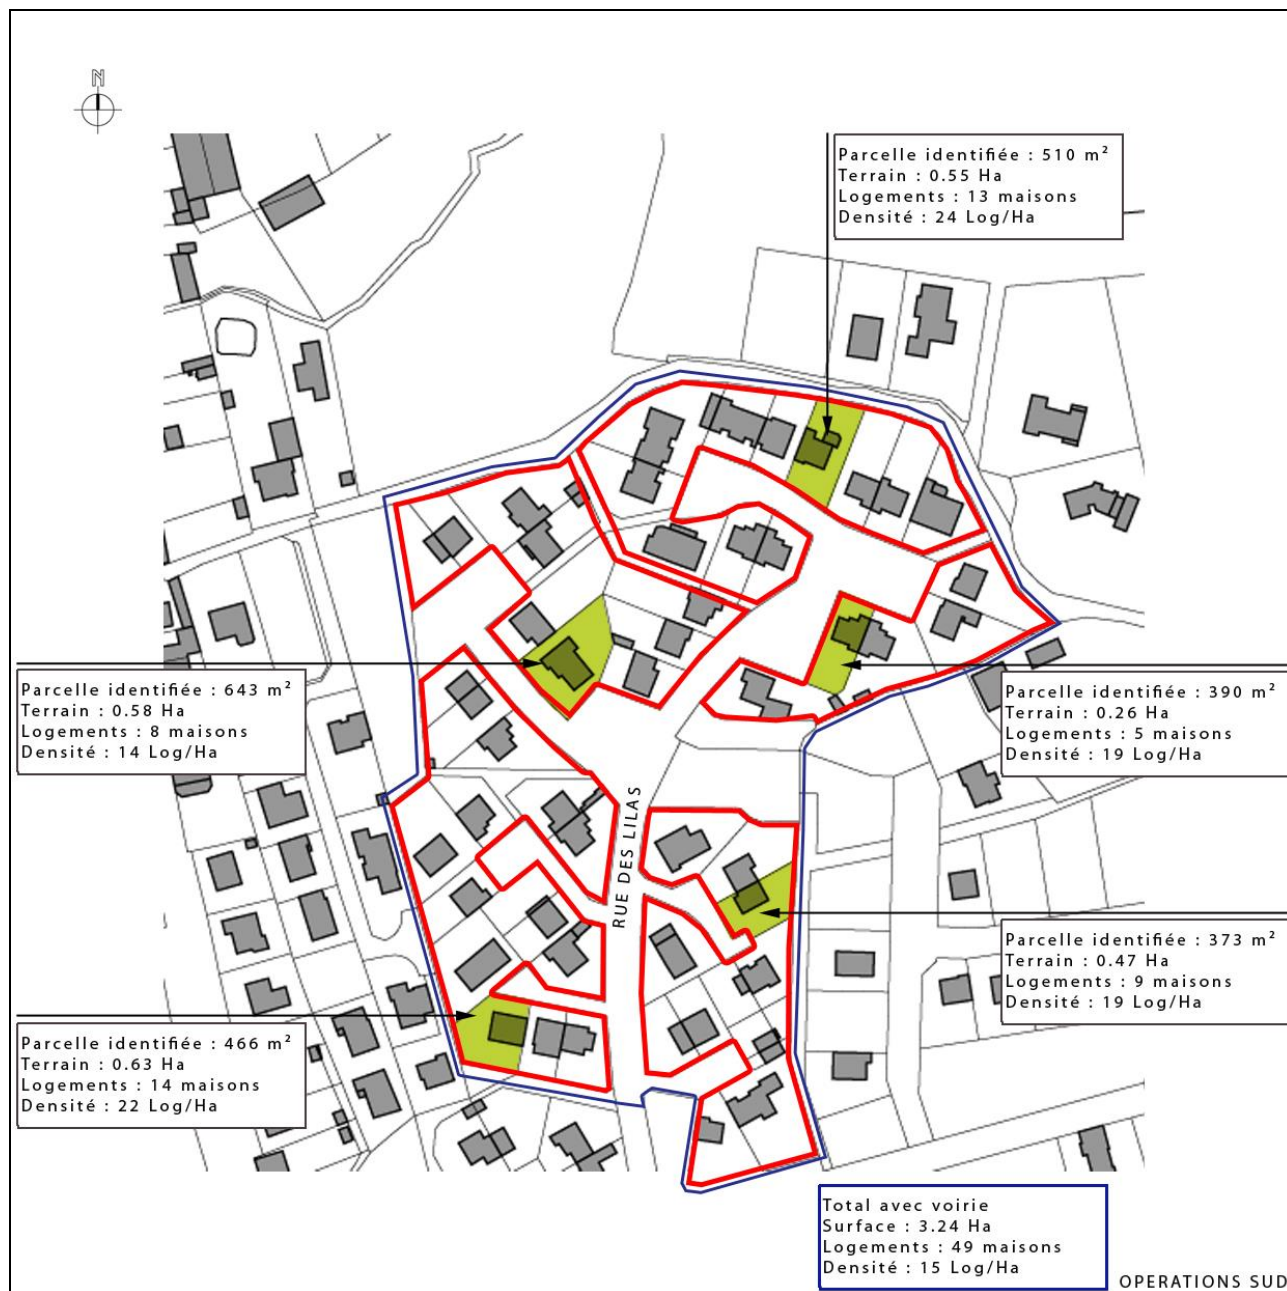 N
Parcelle identifiée : 510 m²
Terrain : 0.55 Ha
Logements : 13 maisons
Densité : 24 Log/Ha
Parcelle identifiée : 643 m²
Terrain : 0.58 Ha
Logements : 8 maisons
Densité : 14 Log/Ha
Parcelle identifiée : 390 m²
Terrain : 0.26 Ha
Logements : 5 maisons
Densité : 19 Log/Ha
RUE DES LILAS
Parcelle identifiée : 373 m²
Terrain : 0.47 Ha
Logements : 9 maisons
Densité : 19 Log/Ha
Parcelle identifiée : 466 m²
Terrain : 0.63 Ha
Logements : 14 maisons
Densité : 22 Log/Ha
Total avec voirie
Surface : 3.24 Ha
Logements : 49 maisons
Densité : 15 Log/Ha
OPERATIONS SUD